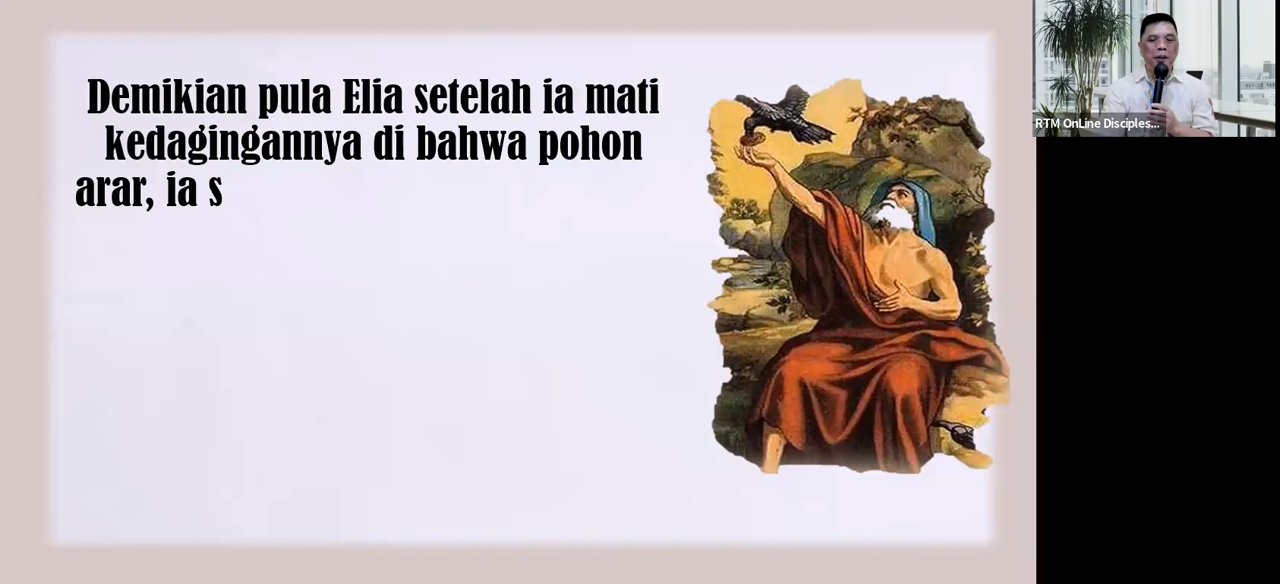 Demikian pula Elia setelah ia mati
kedagingannya di bahwa pohon
arar, ia s
RTM OnLine Disciples...